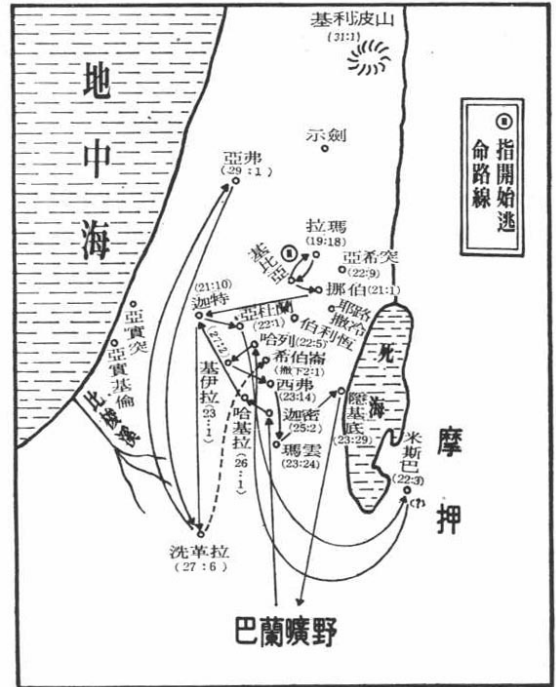 基利波山
(31:1)
地中海
示劍
亞弗
(29:1)
指開始逃
命路線
拉瑪
(19:18)
基比亞
亞希突
(22:9)
挪伯(21:1)
(21:10)
迦特
亞杜蘭
(22:1)
耶路
撒冷
伯利恆
亞實突
亞實基倫
哈列(22:5)
(27:2)
希伯崙
(撒下2:1)
基伊拉(23:1)
西弗
(23:14)
哈基拉(26:1)
迦密
(25:2)
瑪雲
(23:24)
死海
隱基底
(23:29)
比梭溪
米斯巴
(22:3)
(?)
摩押
洗革拉
(27:6)
巴蘭曠野